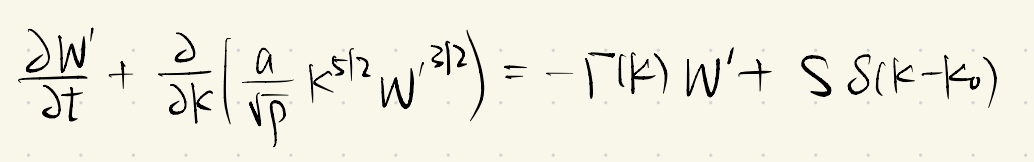 ∂W'/∂t + ∂/∂k (a/√ρ k^{5/2} W'^{3/2}) = -Γ(k) W' + S δ(k-k₀)